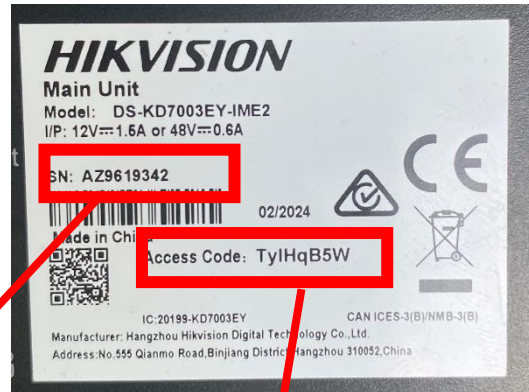 HIKVISION
Main Unit
Model: DS-KD7003EY-IME2
I/P: 12V⎓1.5A or 48V⎓0.6A
SN: AZ9619342
02/2024
Made in China
Access Code: TylHqB5W
IC:20199-KD7003EY CAN ICES-3(B)/NMB-3(B)
Manufacturer: Hangzhou Hikvision Digital Technology Co.,Ltd.
Address:No.555 Qianmo Road,Binjiang District Hangzhou 310052,China